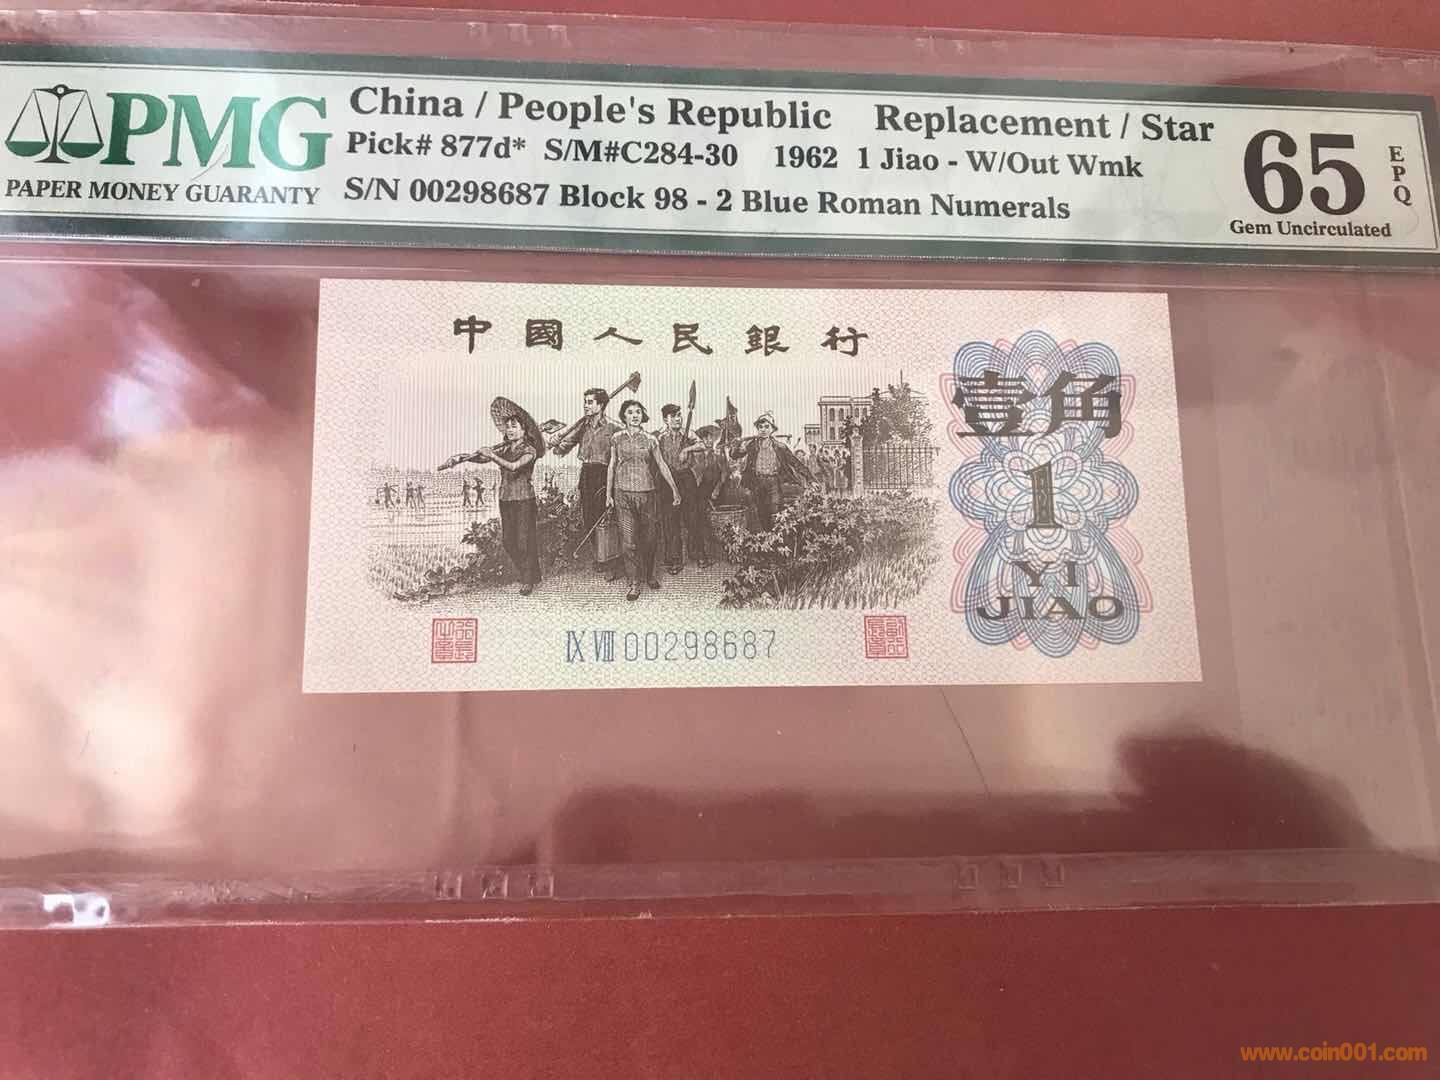 PMG
PAPER MONEY GUARANTY
China / People's Republic Replacement / Star
Pick# 877d* S/M#C284-30 1962 1 Jiao - W/Out Wmk
S/N 00298687 Block 98 - 2 Blue Roman Numerals
65
EPQ
Gem Uncirculated
中國人民銀行
壹角
1
YI
JIAO
IX VIII 00298687
www.coin001.com